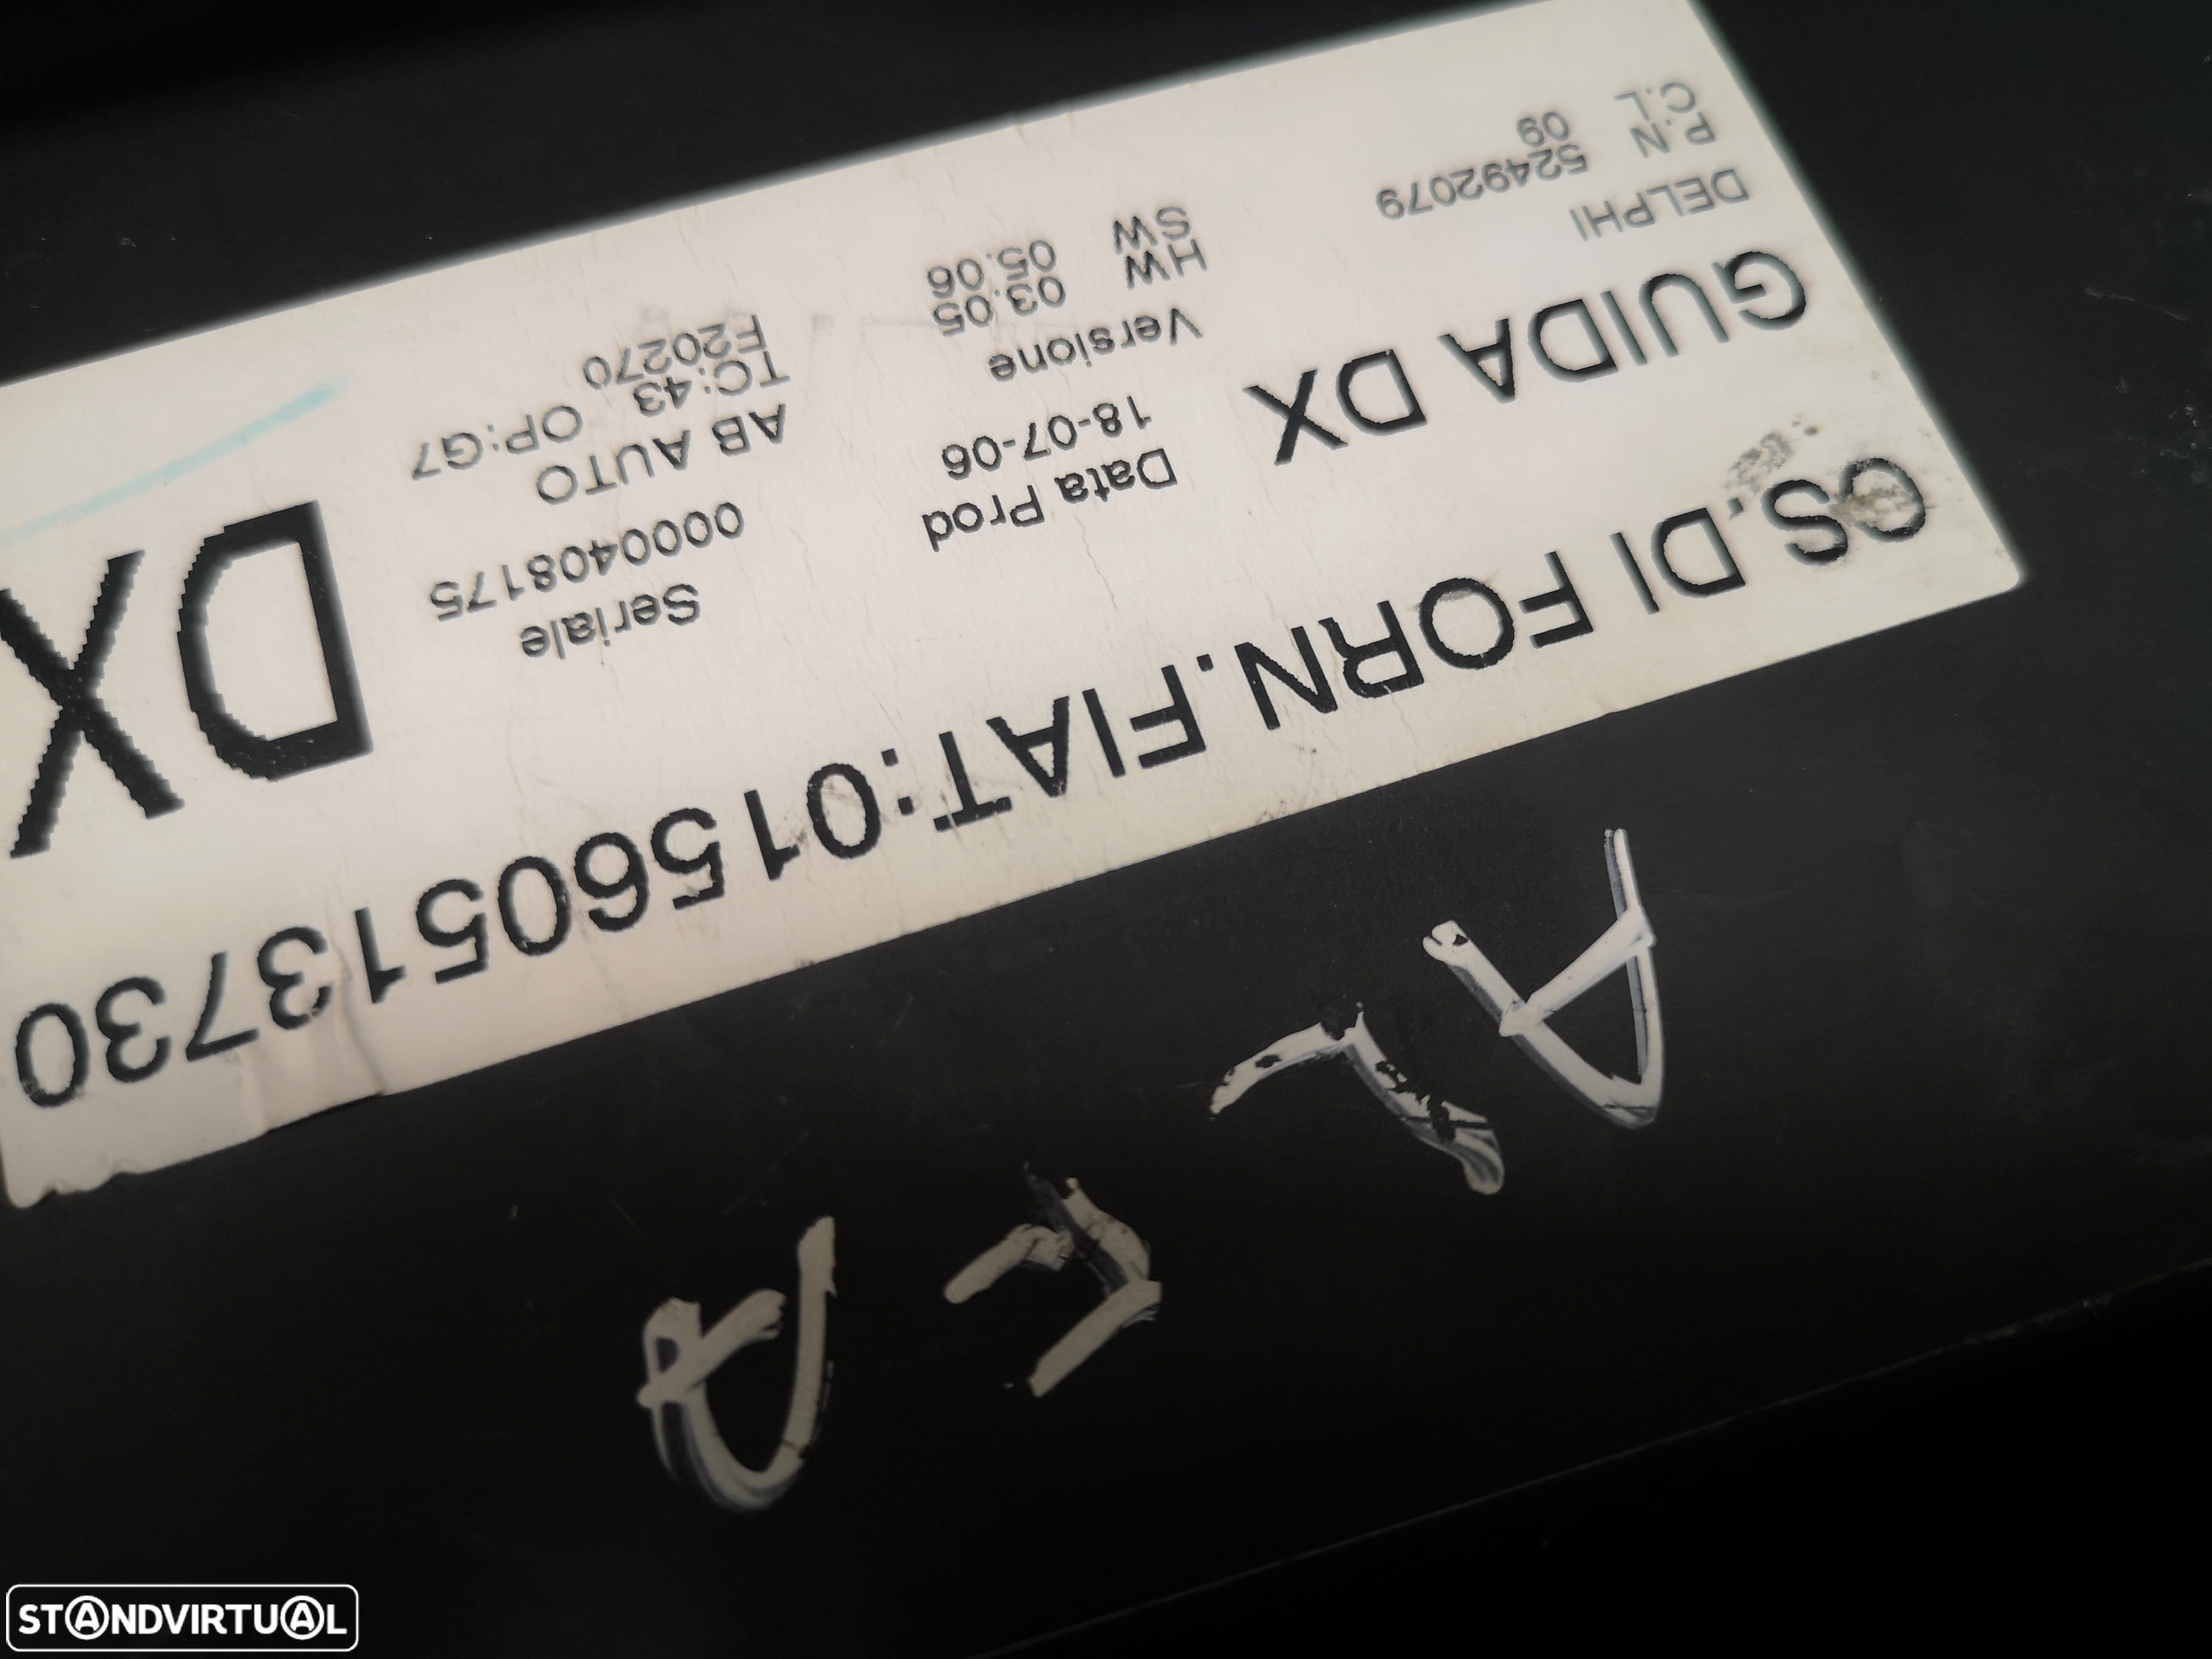 ALFA
CS.DI FORN.FIAT:01560513730
GUIDA DX
DELPHI
P.N 52492079
C.L 09
Data Prod
18-07-06
Versione
HW 03.05
SW 05.06
Seriale
0000408175
AB AUTO
TC:43 OP:G7
F20270
DX
STANDVIRTUAL